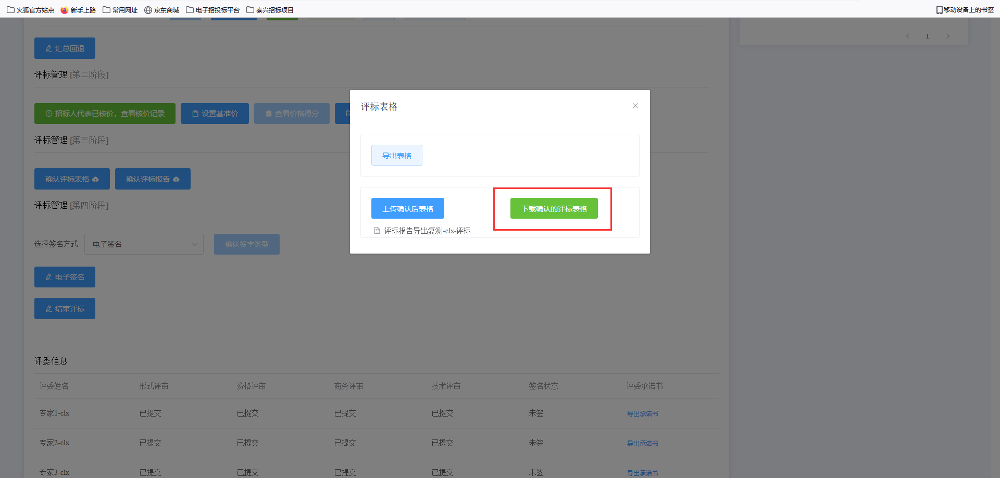 火狐官方站点 新手上路 常用网址 京东商城 电子招投标平台 泰兴招标项目 移动设备上的书签
1
汇总回退
评标管理 [第二阶段]
招标人代表已核价，查看核价记录 设置基准价 查看价格得分
评标管理 [第三阶段]
确认评标表格 确认评标报告
评标管理 [第四阶段]
选择签名方式 电子签名 确认签字类型
电子签名
结束评标
评标表格
导出表格
上传确认后表格 下载确认的评标表格
评标报告导出复测-clx-评标...
评委信息
评委姓名 形式评审 资格评审 商务评审 技术评审 签名状态 评委承诺书
专家1-clx 已提交 已提交 已提交 已提交 未签 导出承诺书
专家2-clx 已提交 已提交 已提交 已提交 未签 导出承诺书
专家3-clx 已提交 已提交 已提交 已提交 未签 导出承诺书